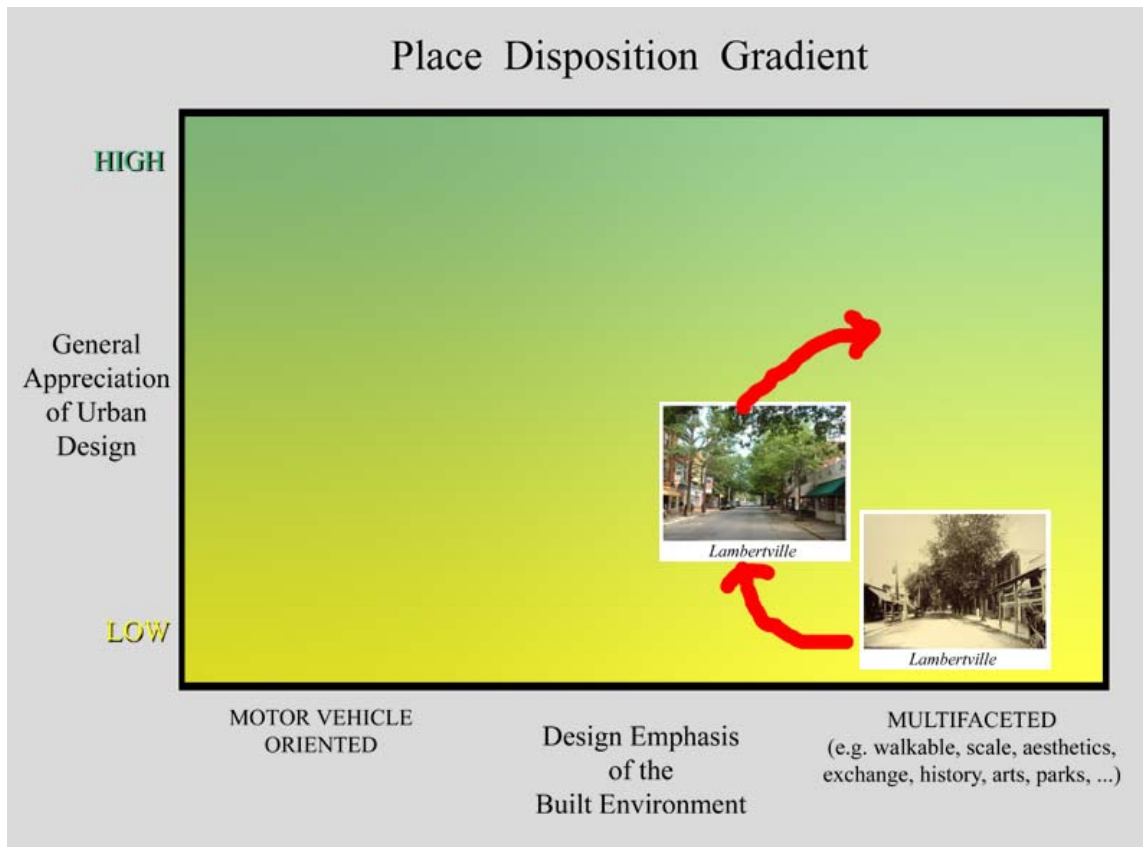 Place Disposition Gradient
HIGH
General
Appreciation
of Urban
Design
Lambertville
LOW
Lambertville
MOTOR VEHICLE
ORIENTED
Design Emphasis
of the
Built Environment
MULTIFACETED
(e.g. walkable, scale, aesthetics,
exchange, history, arts, parks, ...)